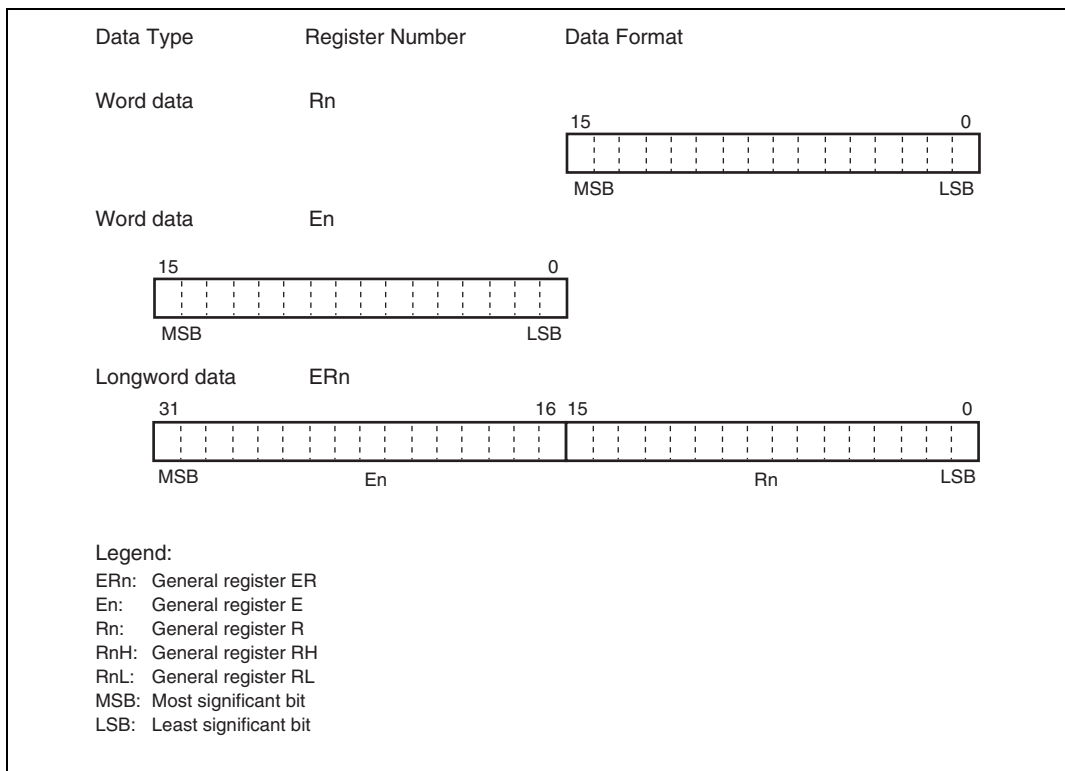 Data Type Register Number Data Format
Word data Rn
15 0
MSB LSB
Word data En
15 0
MSB LSB
Longword data ERn
31 16 15 0
MSB En Rn LSB
Legend:
ERn: General register ER
En: General register E
Rn: General register R
RnH: General register RH
RnL: General register RL
MSB: Most significant bit
LSB: Least significant bit